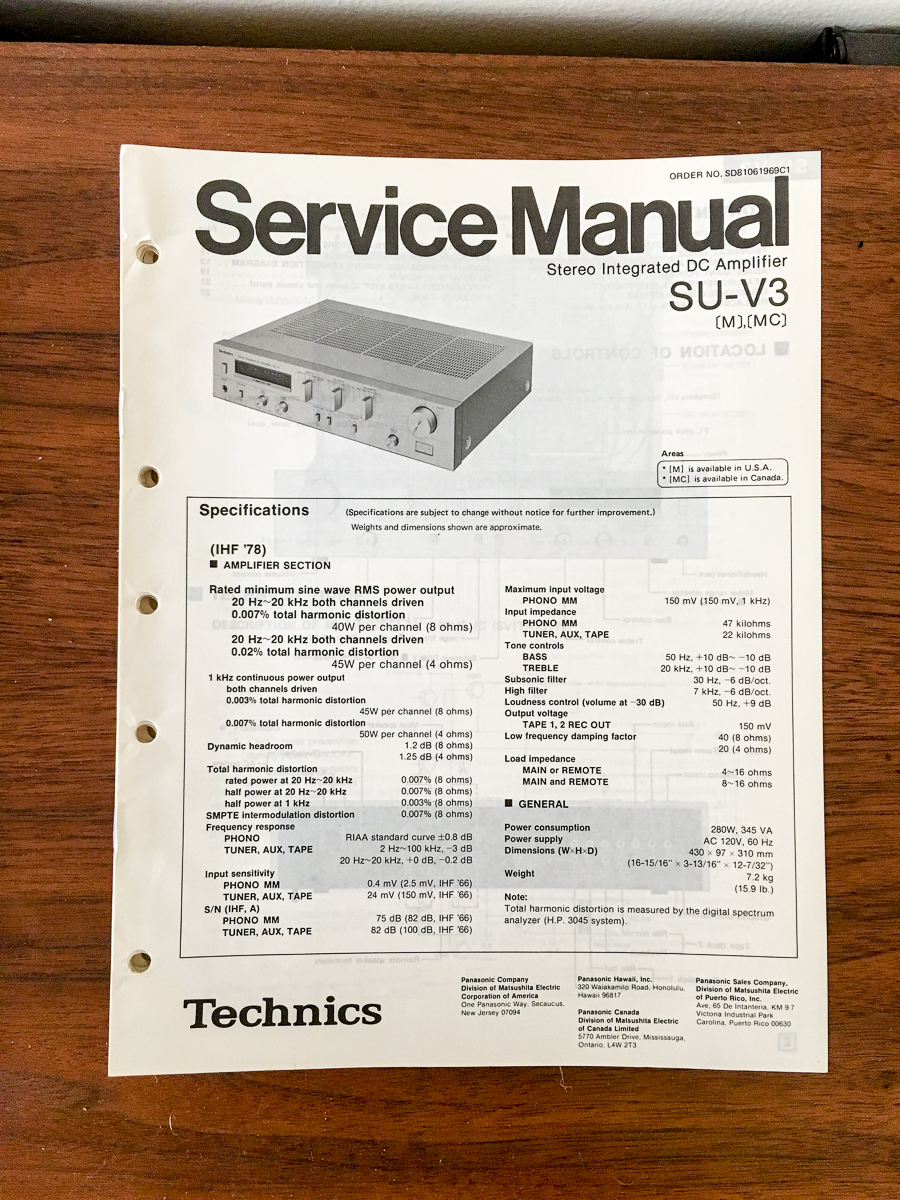 ORDER NO. SD81061969C1
Service Manual
Stereo Integrated DC Amplifier
SU-V3
[M],[MC]
Technics
Areas
* [M] is available in U.S.A.
* [MC] is available in Canada.
Specifications (Specifications are subject to change without notice for further improvement.)
Weights and dimensions shown are approximate.
(IHF '78)
■ AMPLIFIER SECTION
Rated minimum sine wave RMS power output
20 Hz~20 kHz both channels driven
0.007% total harmonic distortion
40W per channel (8 ohms)
20 Hz~20 kHz both channels driven
0.02% total harmonic distortion
45W per channel (4 ohms)
1 kHz continuous power output
both channels driven
0.003% total harmonic distortion
45W per channel (8 ohms)
0.007% total harmonic distortion
50W per channel (4 ohms)
Dynamic headroom 1.2 dB (8 ohms)
1.25 dB (4 ohms)
Total harmonic distortion
rated power at 20 Hz~20 kHz 0.007% (8 ohms)
half power at 20 Hz~20 kHz 0.007% (8 ohms)
half power at 1 kHz 0.003% (8 ohms)
SMPTE intermodulation distortion 0.007% (8 ohms)
Frequency response
PHONO RIAA standard curve ±0.8 dB
TUNER, AUX, TAPE 2 Hz~100 kHz, −3 dB
20 Hz~20 kHz, +0 dB, −0.2 dB
Input sensitivity
PHONO MM 0.4 mV (2.5 mV, IHF '66)
TUNER, AUX, TAPE 24 mV (150 mV, IHF '66)
S/N (IHF, A)
PHONO MM 75 dB (82 dB, IHF '66)
TUNER, AUX, TAPE 82 dB (100 dB, IHF '66)
Maximum input voltage
PHONO MM 150 mV (150 mV, 1 kHz)
Input impedance
PHONO MM 47 kilohms
TUNER, AUX, TAPE 22 kilohms
Tone controls
BASS 50 Hz, +10 dB~ −10 dB
TREBLE 20 kHz, +10 dB~ −10 dB
Subsonic filter 30 Hz, −6 dB/oct.
High filter 7 kHz, −6 dB/oct.
Loudness control (volume at −30 dB) 50 Hz, +9 dB
Output voltage
TAPE 1, 2 REC OUT 150 mV
Low frequency damping factor 40 (8 ohms)
20 (4 ohms)
Load impedance
MAIN or REMOTE 4~16 ohms
MAIN and REMOTE 8~16 ohms
■ GENERAL
Power consumption 280W, 345 VA
Power supply AC 120V, 60 Hz
Dimensions (W×H×D) 430 × 97 × 310 mm
(16-15/16" × 3-13/16" × 12-7/32")
Weight 7.2 kg
(15.9 lb.)
Note:
Total harmonic distortion is measured by the digital spectrum
analyzer (H.P. 3045 system).
Technics
Panasonic Company
Division of Matsushita Electric
Corporation of America
One Panasonic Way, Secaucus,
New Jersey 07094
Panasonic Hawaii, Inc.
320 Waiakamilo Road, Honolulu,
Hawaii 96817
Panasonic Canada
Division of Matsushita Electric
of Canada Limited
5770 Ambler Drive, Mississauga,
Ontario, L4W 2T3
Panasonic Sales Company,
Division of Matsushita Electric
of Puerto Rico, Inc.
Ave, 65 De Infanteria, KM 9.7
Victoria Industrial Park
Carolina, Puerto Rico 00630